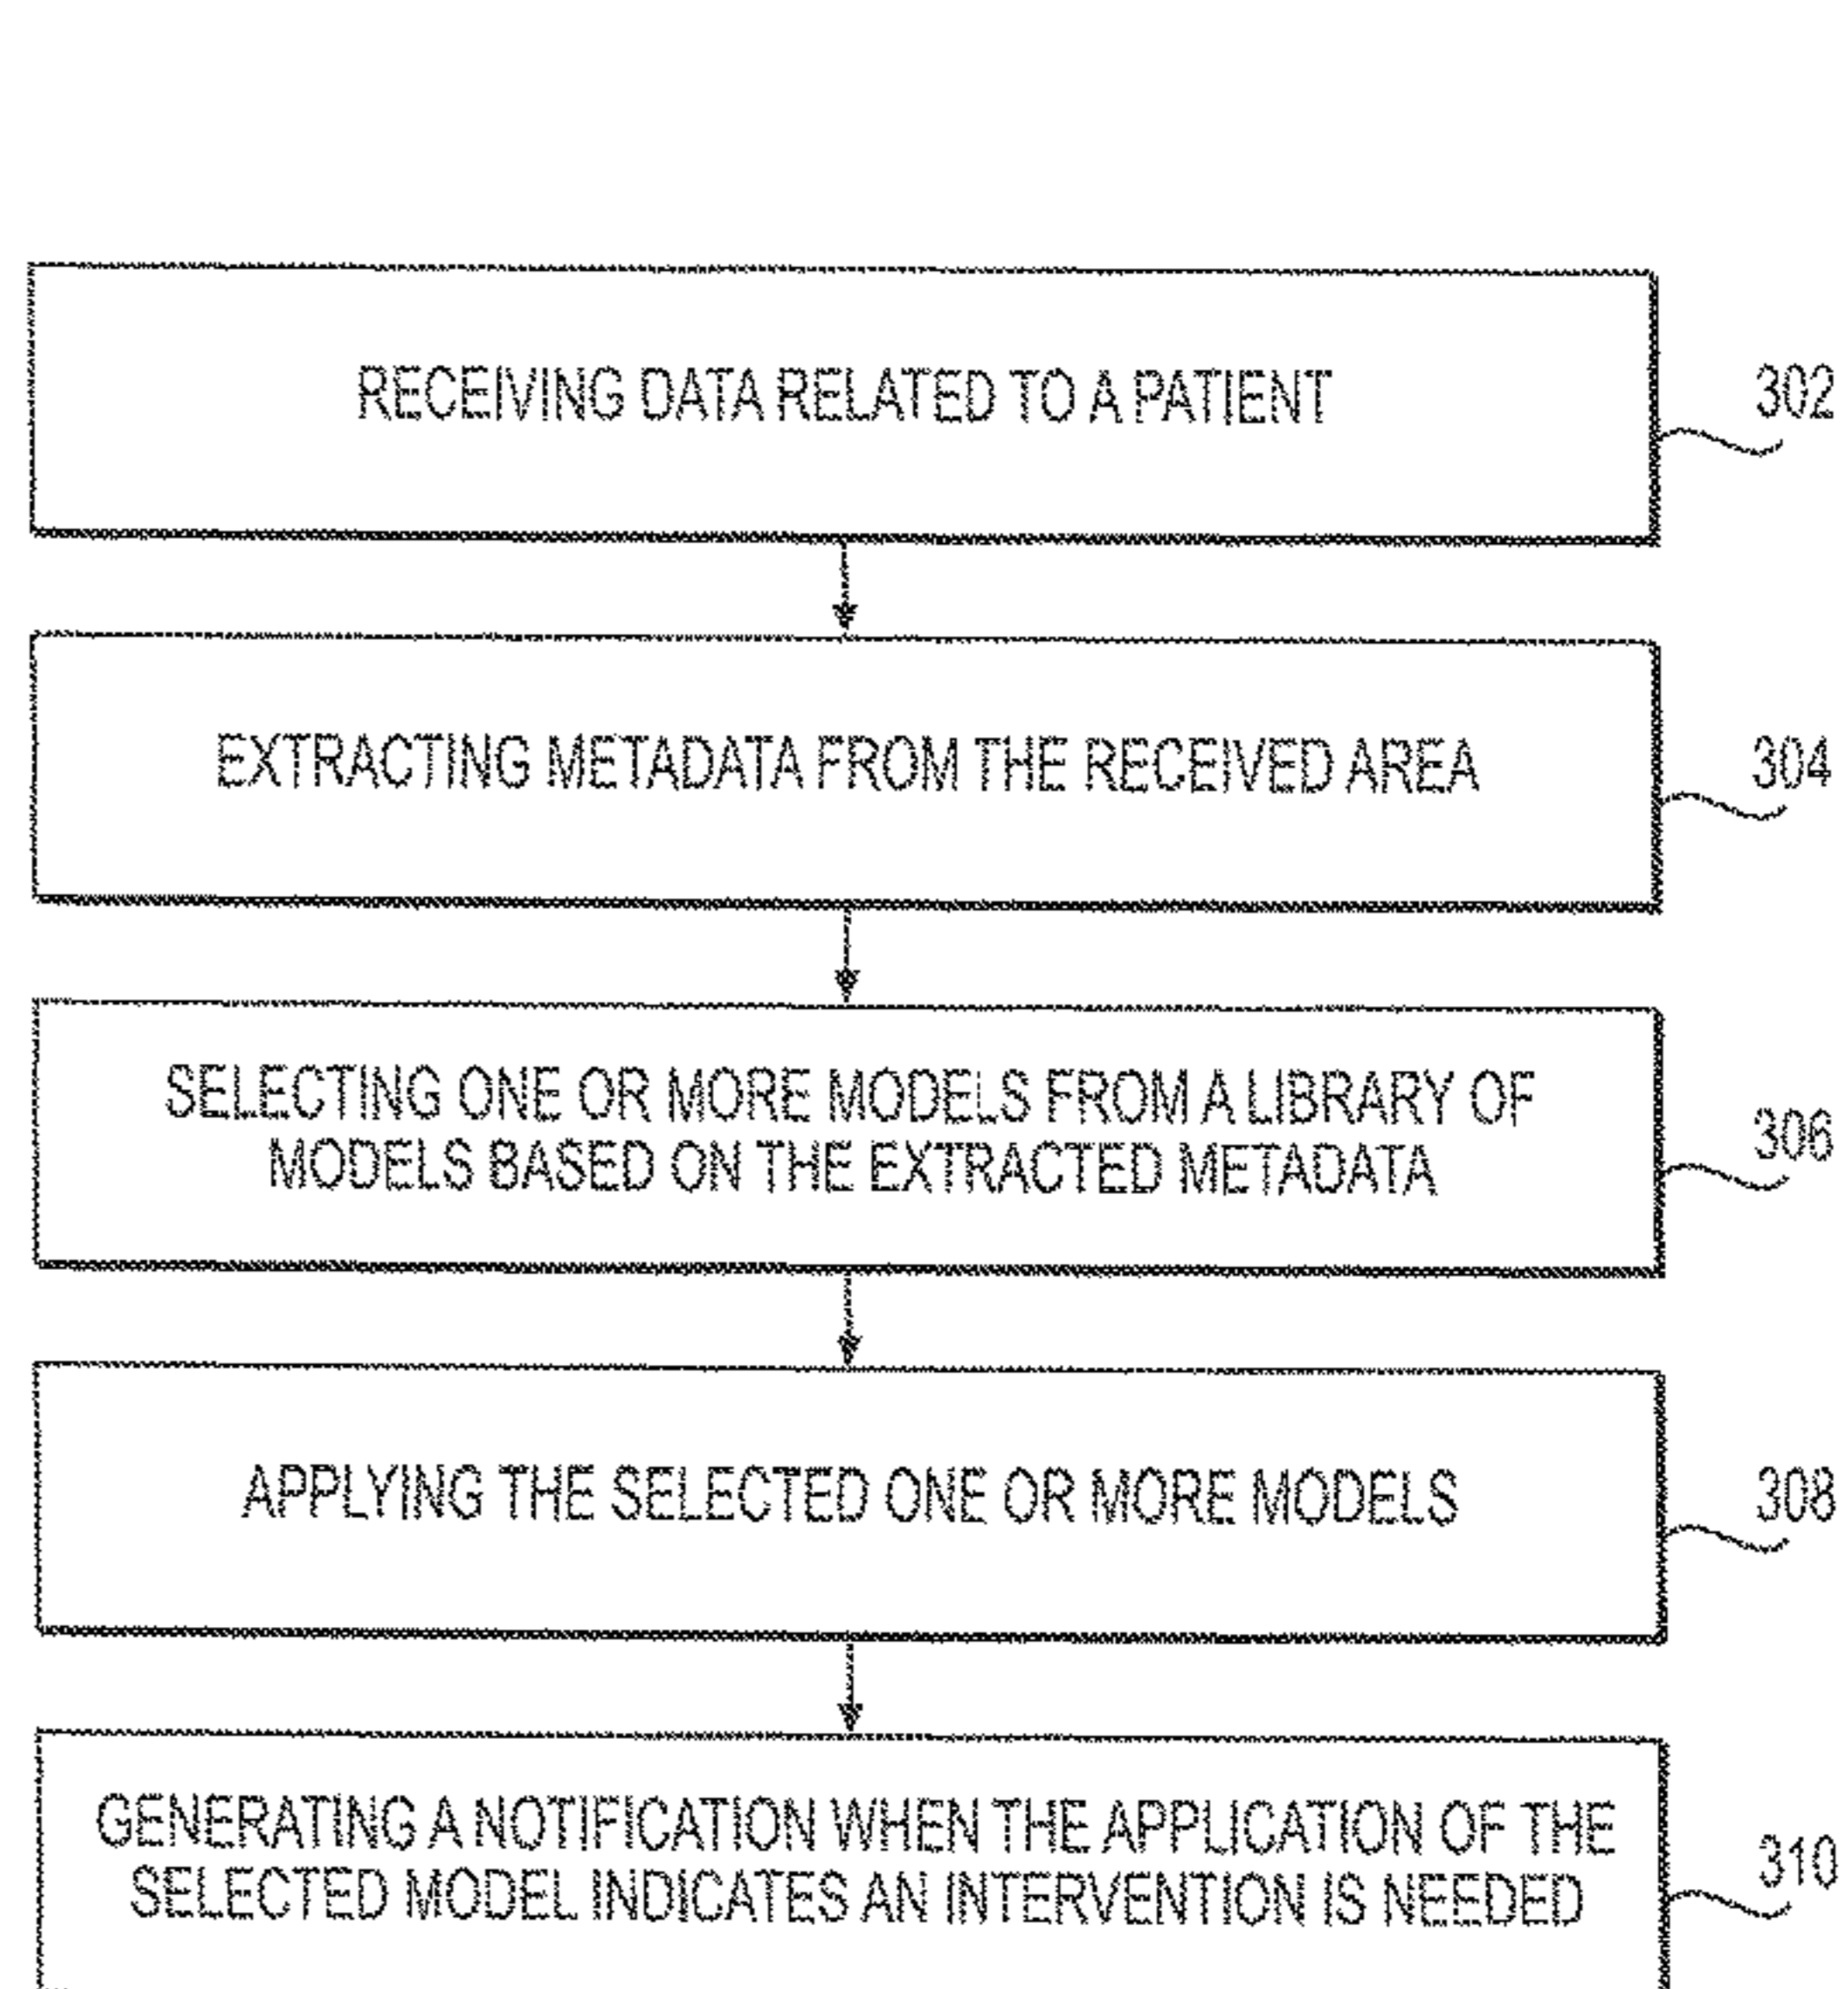 RECEIVING DATA RELATED TO A PATIENT
302
EXTRACTING METADATA FROM THE RECEIVED AREA
304
SELECTING ONE OR MORE MODELS FROM A LIBRARY OF
MODELS BASED ON THE EXTRACTED METADATA
306
APPLYING THE SELECTED ONE OR MORE MODELS
308
GENERATING A NOTIFICATION WHEN THE APPLICATION OF THE
SELECTED MODEL INDICATES AN INTERVENTION IS NEEDED
310